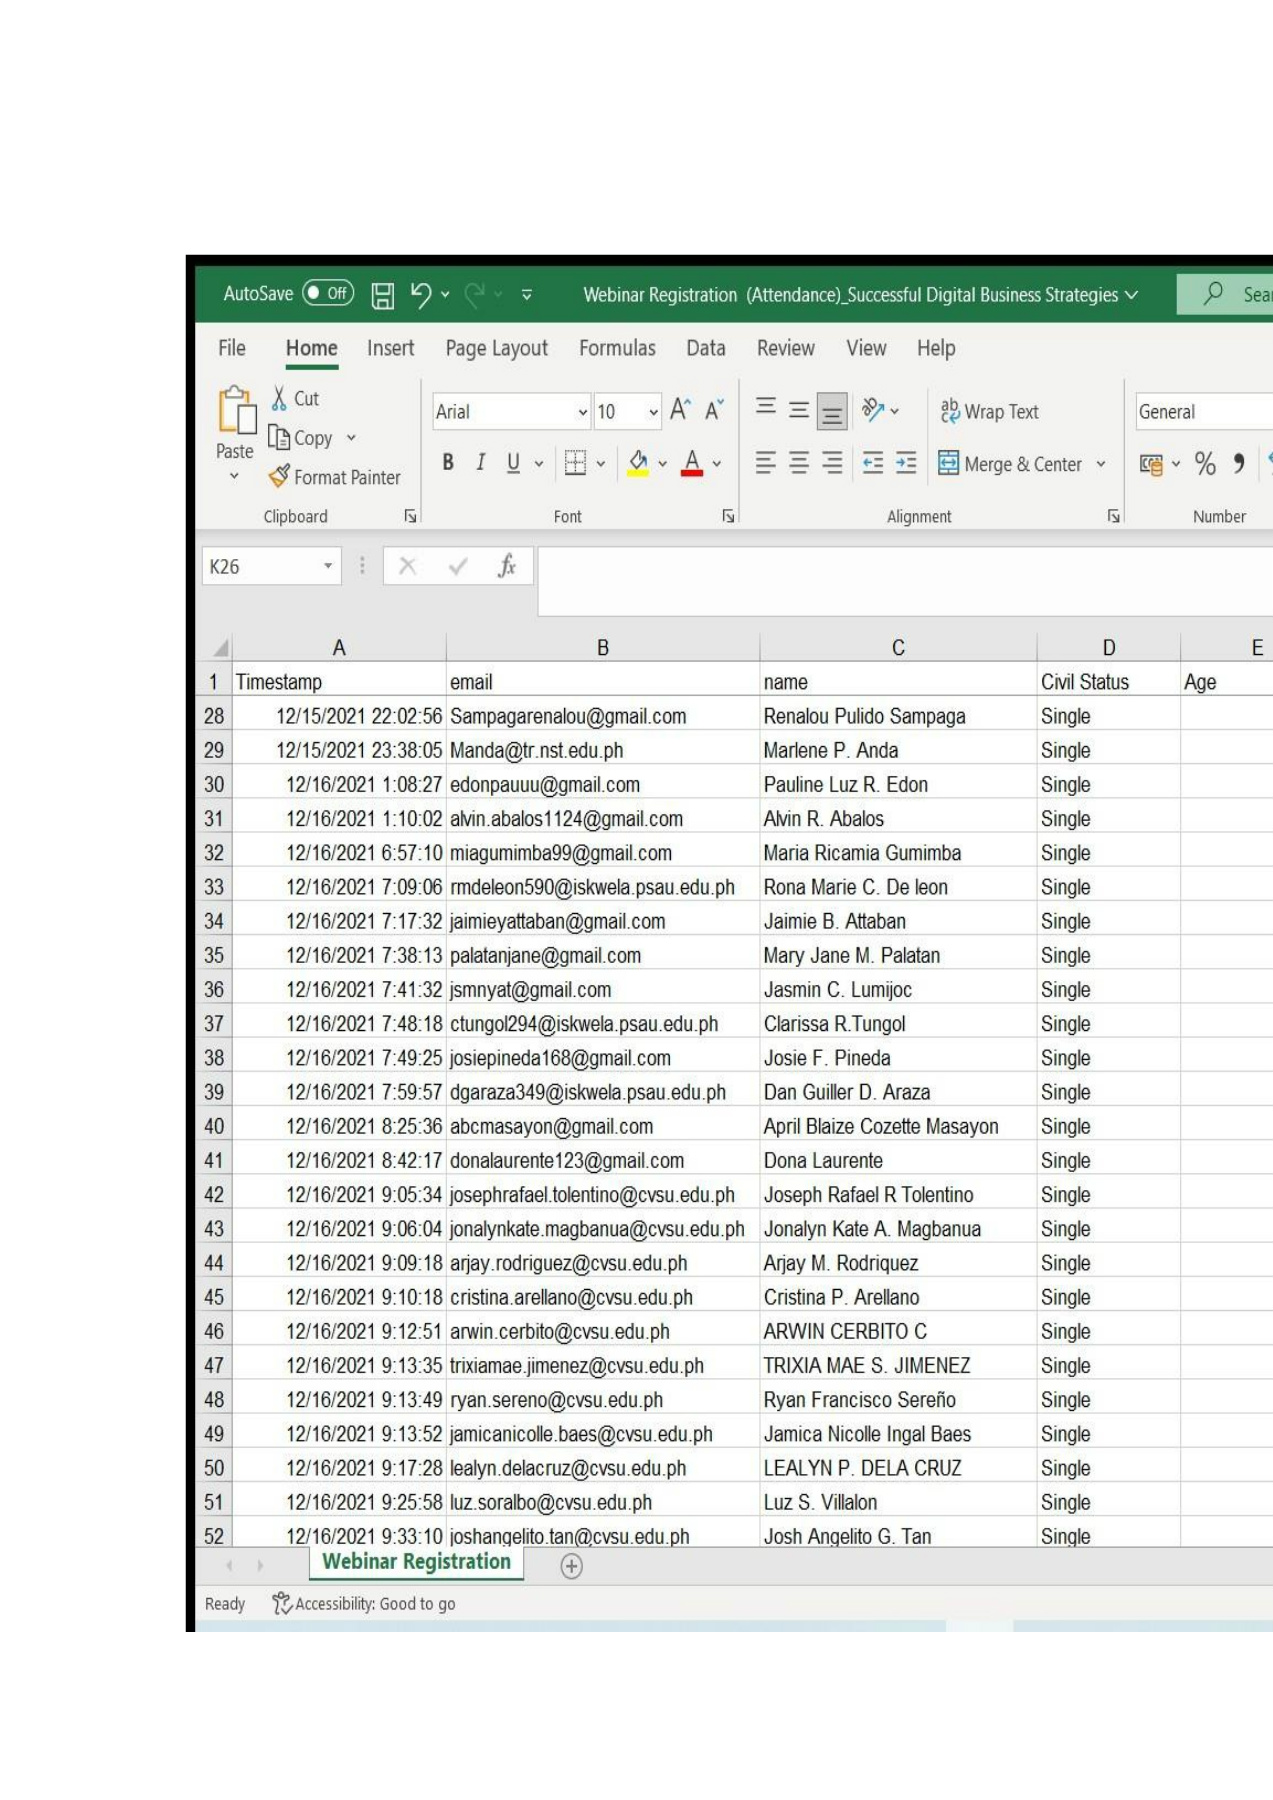 AutoSave Off Webinar Registration (Attendance)_Successful Digital Business Strategies Sea
File Home Insert Page Layout Formulas Data Review View Help
Cut
Copy
Paste
Format Painter
Arial 10 A A
B I U A
ab Wrap Text
Merge & Center
General
%
Clipboard Font Alignment Number
K26 fx
A B C D E
1 Timestamp email name Civil Status Age
28 12/15/2021 22:02:56 Sampagarenalou@gmail.com Renalou Pulido Sampaga Single
29 12/15/2021 23:38:05 Manda@tr.nst.edu.ph Marlene P. Anda Single
30 12/16/2021 1:08:27 edonpauuu@gmail.com Pauline Luz R. Edon Single
31 12/16/2021 1:10:02 alvin.abalos1124@gmail.com Alvin R. Abalos Single
32 12/16/2021 6:57:10 miagumimba99@gmail.com Maria Ricamia Gumimba Single
33 12/16/2021 7:09:06 rmdeleon590@iskwela.psau.edu.ph Rona Marie C. De leon Single
34 12/16/2021 7:17:32 jaimieyattaban@gmail.com Jaimie B. Attaban Single
35 12/16/2021 7:38:13 palatanjane@gmail.com Mary Jane M. Palatan Single
36 12/16/2021 7:41:32 jsmnyat@gmail.com Jasmin C. Lumijoc Single
37 12/16/2021 7:48:18 ctungol294@iskwela.psau.edu.ph Clarissa R.Tungol Single
38 12/16/2021 7:49:25 josiepineda168@gmail.com Josie F. Pineda Single
39 12/16/2021 7:59:57 dgaraza349@iskwela.psau.edu.ph Dan Guiller D. Araza Single
40 12/16/2021 8:25:36 abcmasayon@gmail.com April Blaize Cozette Masayon Single
41 12/16/2021 8:42:17 donalaurente123@gmail.com Dona Laurente Single
42 12/16/2021 9:05:34 josephrafael.tolentino@cvsu.edu.ph Joseph Rafael R Tolentino Single
43 12/16/2021 9:06:04 jonalynkate.magbanua@cvsu.edu.ph Jonalyn Kate A. Magbanua Single
44 12/16/2021 9:09:18 arjay.rodriguez@cvsu.edu.ph Arjay M. Rodriquez Single
45 12/16/2021 9:10:18 cristina.arellano@cvsu.edu.ph Cristina P. Arellano Single
46 12/16/2021 9:12:51 arwin.cerbito@cvsu.edu.ph ARWIN CERBITO C Single
47 12/16/2021 9:13:35 trixiamae.jimenez@cvsu.edu.ph TRIXIA MAE S. JIMENEZ Single
48 12/16/2021 9:13:49 ryan.sereno@cvsu.edu.ph Ryan Francisco Sereño Single
49 12/16/2021 9:13:52 jamicanicolle.baes@cvsu.edu.ph Jamica Nicolle Ingal Baes Single
50 12/16/2021 9:17:28 lealyn.delacruz@cvsu.edu.ph LEALYN P. DELA CRUZ Single
51 12/16/2021 9:25:58 luz.soralbo@cvsu.edu.ph Luz S. Villalon Single
52 12/16/2021 9:33:10 joshangelito.tan@cvsu.edu.ph Josh Angelito G. Tan Single
Webinar Registration
Ready Accessibility: Good to go